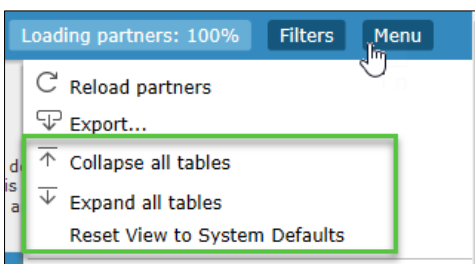 Loading partners: 100% Filters Menu
Reload partners
Export...
Collapse all tables
Expand all tables
Reset View to System Defaults
is
a